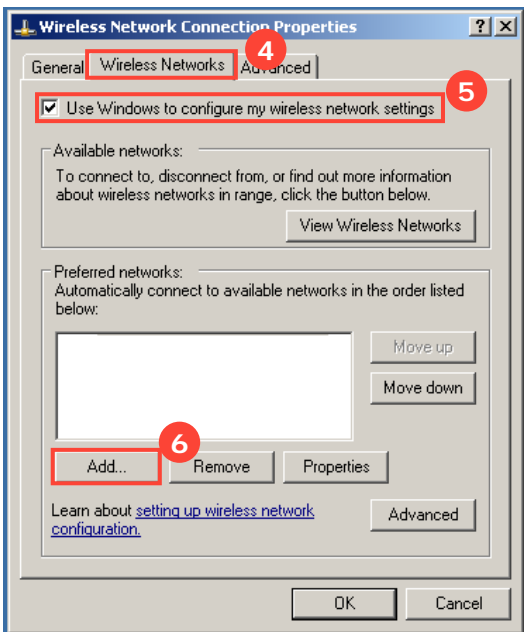 Wireless Network Connection Properties
? X
4
General Wireless Networks Advanced
5
Use Windows to configure my wireless network settings
Available networks:
To connect to, disconnect from, or find out more information
about wireless networks in range, click the button below.
View Wireless Networks
Preferred networks:
Automatically connect to available networks in the order listed
below:
Move up
Move down
6
Add... Remove Properties
Learn about setting up wireless network
configuration.
Advanced
OK Cancel